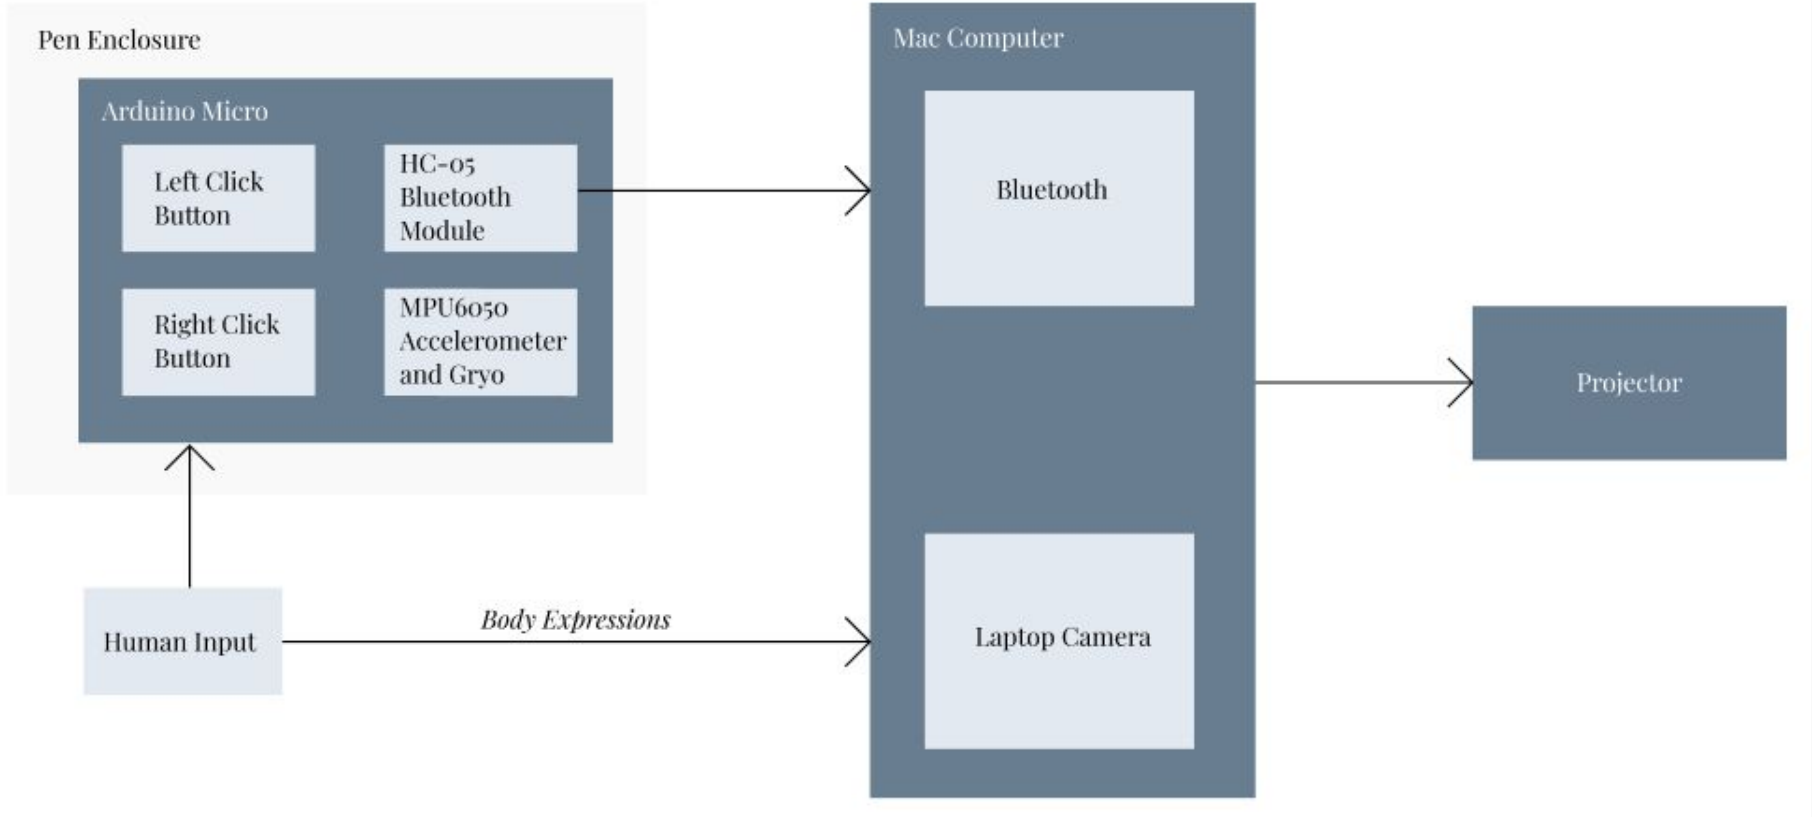 Pen Enclosure
Arduino Micro
Left Click
Button
HC-05
Bluetooth
Module
Right Click
Button
MPU6050
Accelerometer
and Gryo
Human Input
Body Expressions
Mac Computer
Bluetooth
Laptop Camera
Projector